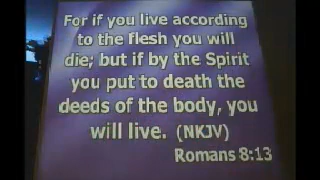 For if you live according
to the flesh you will
die; but if by the Spirit
you put to death the
deeds of the body, you
will live. (NKJV)
Romans 8:13